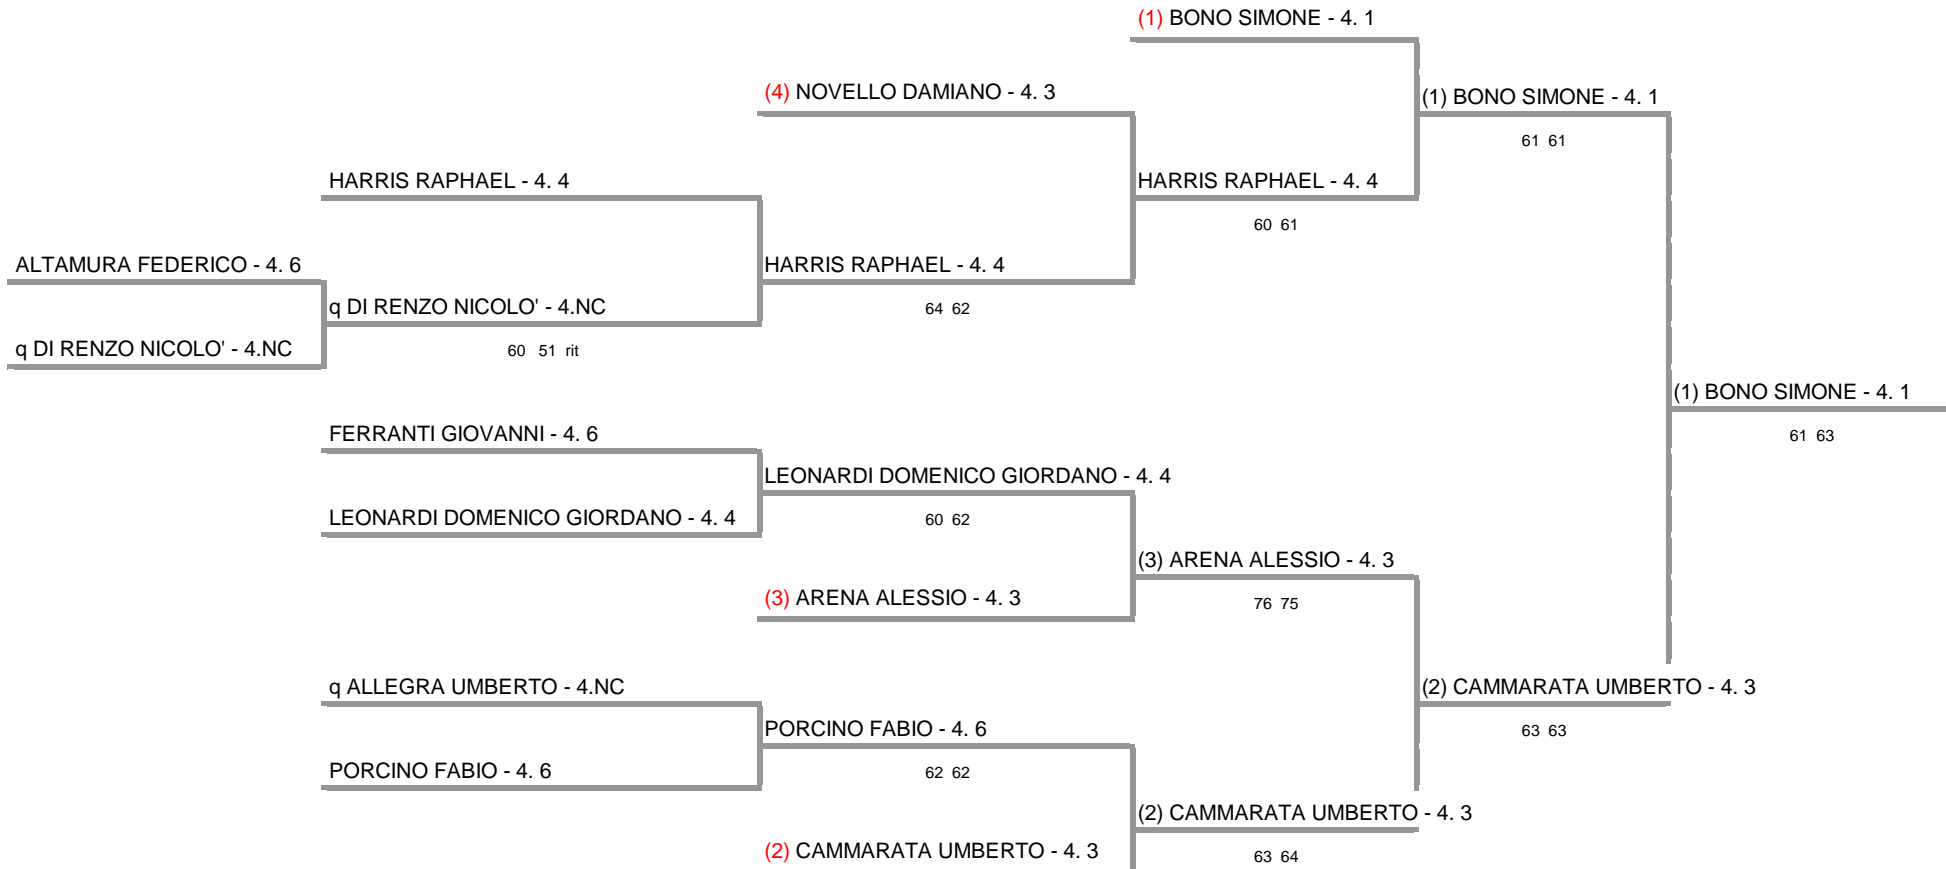 (1) BONO SIMONE - 4. 1
(4) NOVELLO DAMIANO - 4. 3
(1) BONO SIMONE - 4. 1
61 61
HARRIS RAPHAEL - 4. 4
HARRIS RAPHAEL - 4. 4
60 61
ALTAMURA FEDERICO - 4. 6
HARRIS RAPHAEL - 4. 4
64 62
q DI RENZO NICOLO' - 4.NC
q DI RENZO NICOLO' - 4.NC
60 51 rit
(1) BONO SIMONE - 4. 1
61 63
FERRANTI GIOVANNI - 4. 6
LEONARDI DOMENICO GIORDANO - 4. 4
LEONARDI DOMENICO GIORDANO - 4. 4
60 62
(3) ARENA ALESSIO - 4. 3
(3) ARENA ALESSIO - 4. 3
76 75
q ALLEGRA UMBERTO - 4.NC
(2) CAMMARATA UMBERTO - 4. 3
63 63
PORCINO FABIO - 4. 6
PORCINO FABIO - 4. 6
62 62
(2) CAMMARATA UMBERTO - 4. 3
(2) CAMMARATA UMBERTO - 4. 3
63 64